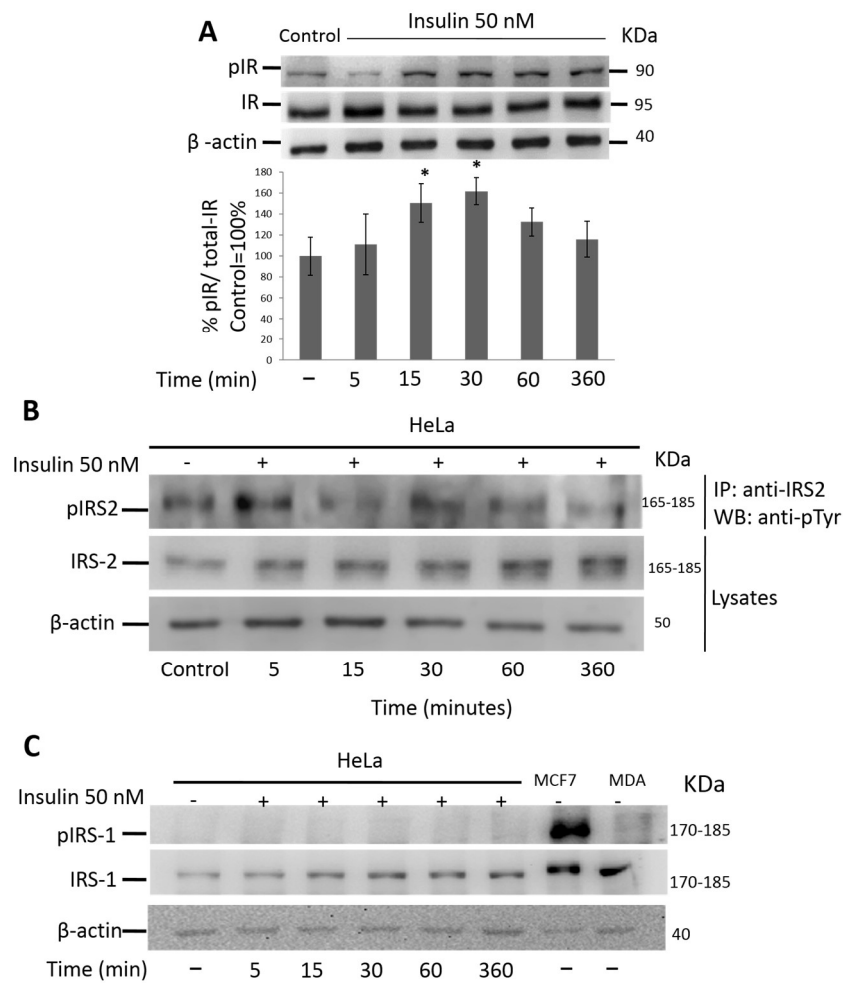 A
Insulin 50 nM
Control
KDa
pIR
90
IR
95
β -actin
40
* *
% pIR/ total-IR
Control=100%
180
160
140
120
100
80
60
40
20
0
Time (min) – 5 15 30 60 360
B
HeLa
Insulin 50 nM - + + + + + KDa
pIRS2
165-185
IP: anti-IRS2
WB: anti-pTyr
IRS-2
165-185
Lysates
β-actin
50
Control 5 15 30 60 360
Time (minutes)
C
HeLa
MCF7 MDA
KDa
Insulin 50 nM - + + + + + - -
pIRS-1
170-185
IRS-1
170-185
β-actin
40
Time (min) – 5 15 30 60 360 – –